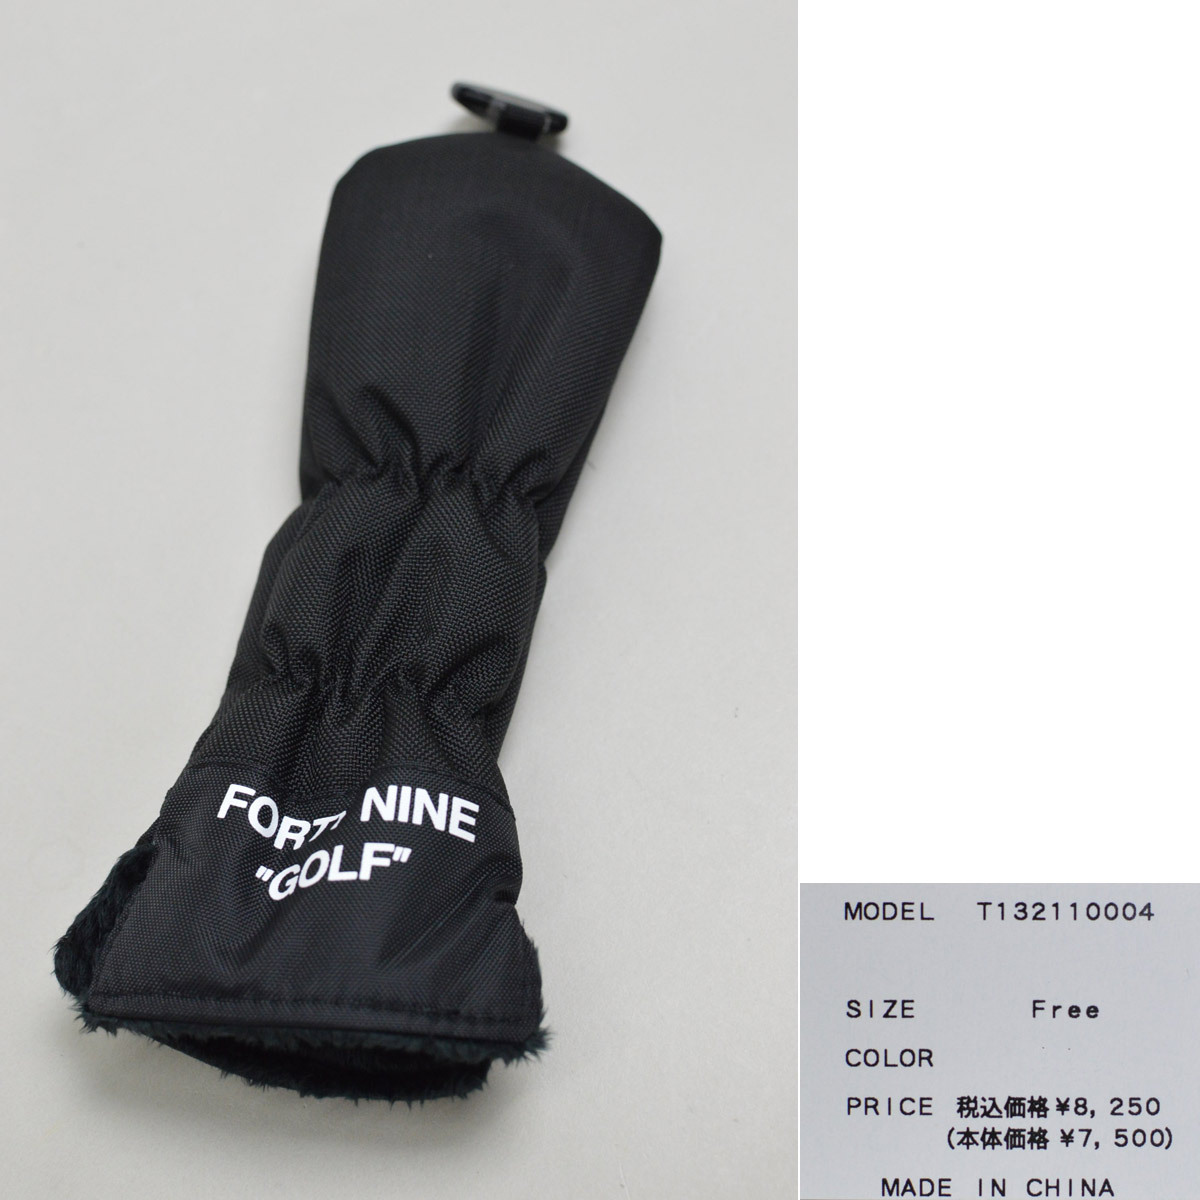 FORTY NINE
"GOLF"
MODEL T132110004
SIZE Free
COLOR
PRICE 税込価格 ¥8, 250
(本体価格 ¥7, 500)
MADE IN CHINA